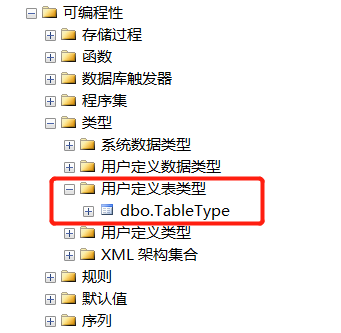 可编程性
存储过程
函数
数据库触发器
程序集
类型
系统数据类型
用户定义数据类型
用户定义表类型
dbo.TableType
用户定义类型
XML 架构集合
规则
默认值
序列